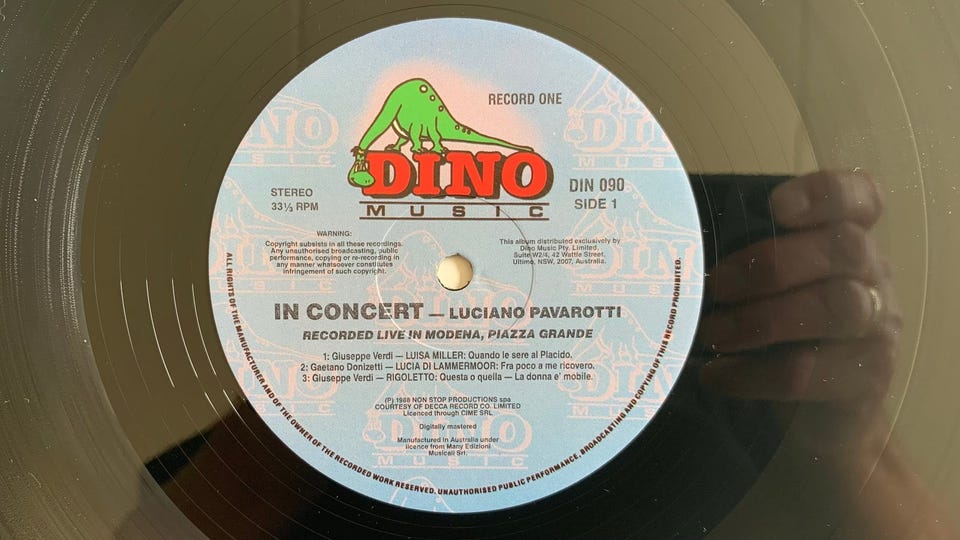 RECORD ONE
DINO
MUSIC
DIN 090
SIDE 1
STEREO
33⅓ RPM
WARNING:
Copyright subsists in all these recordings.
Any unauthorised broadcasting, public
performance, copying or re-recording in
any manner whatsoever constitutes
infringement of such copyright.
This album distributed exclusively by
Dino Music Pty. Limited,
Suite W2/4, 42 Wattle Street,
Ultimo, NSW, 2007, Australia.
IN CONCERT — LUCIANO PAVAROTTI
RECORDED LIVE IN MODENA, PIAZZA GRANDE
1: Giuseppe Verdi — LUISA MILLER: Quando le sere al Placido.
2: Gaetano Donizetti — LUCIA DI LAMMERMOOR: Fra poco a me ricovero.
3: Giuseppe Verdi — RIGOLETTO: Questa o quella — La donna e' mobile.
(P) 1988 NON STOP PRODUCTIONS spa
COURTESY OF DECCA RECORD CO. LIMITED
Licenced through CIME SRL
Digitally mastered
Manufactured in Australia under
licence from Many Edizioni
Musicali Srl.
ALL RIGHTS OF THE MANUFACTURER AND OF THE OWNER OF THE RECORDED WORK RESERVED. UNAUTHORISED PUBLIC PERFORMANCE. BROADCASTING AND COPYING OF THIS RECORD PROHIBITED.